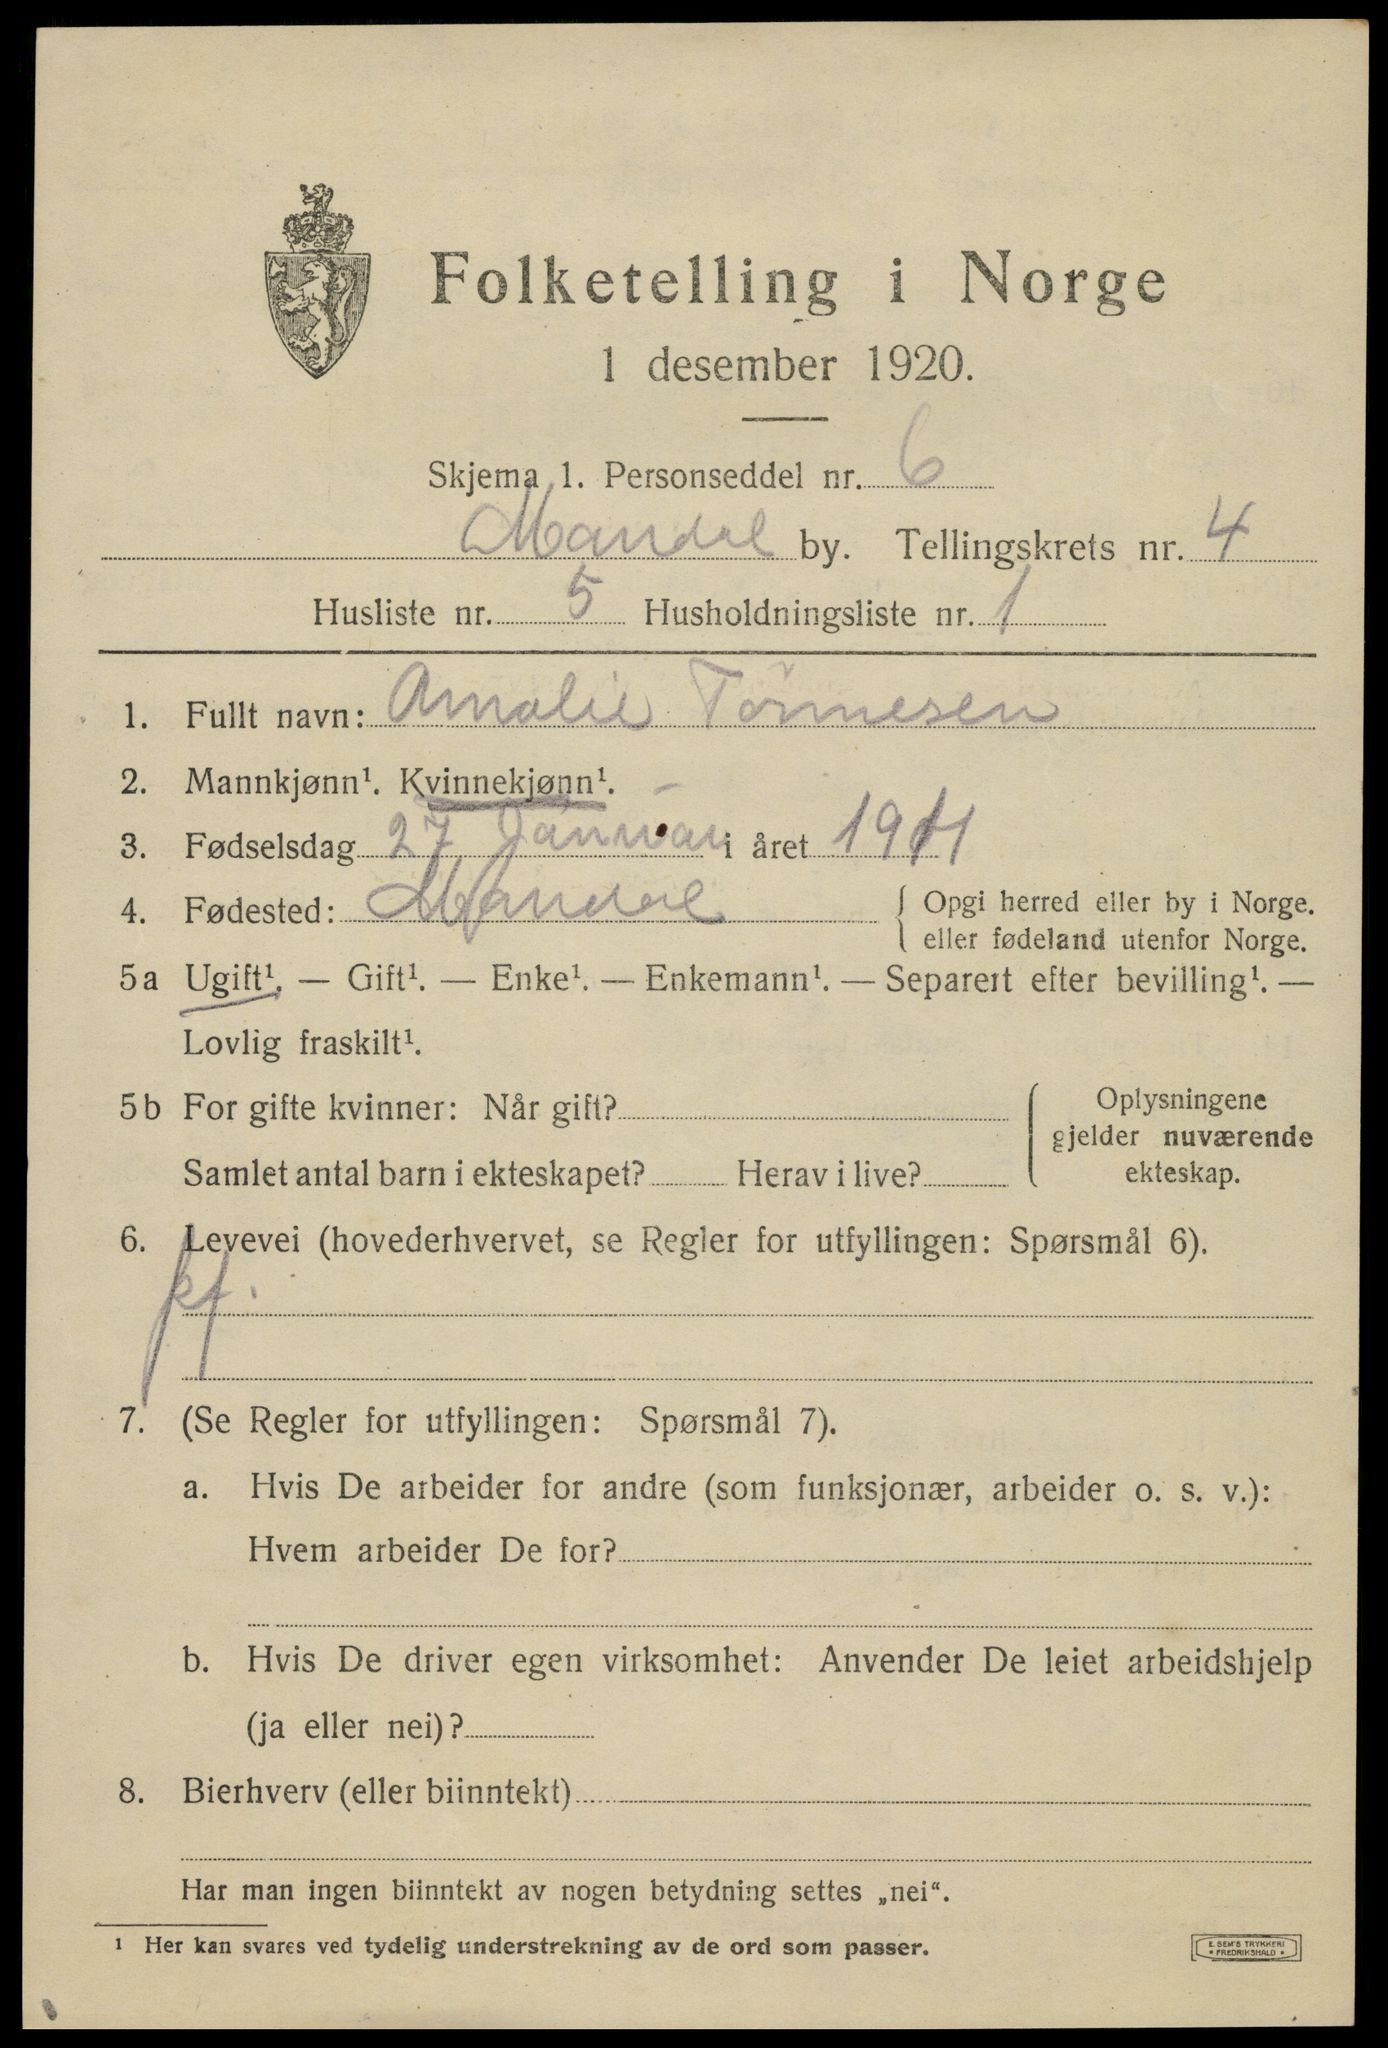 Folketelling i Norge
1 desember 1920.
Skjema 1. Personseddel nr. 6
Mandal by. Tellingskrets nr. 4
Husliste nr. 5 Husholdningsliste nr. 1
1. Fullt navn: Amalie Tönnesen
2. Mannkjønn¹. Kvinnekjønn¹.
3. Fødselsdag 27 Januar i året 1911
4. Fødested: Mandal { Opgi herred eller by i Norge.
eller fødeland utenfor Norge.
5a Ugift¹. — Gift¹. — Enke¹. — Enkemann¹. — Separert efter bevilling¹. —
Lovlig fraskilt¹.
5b For gifte kvinner: Når gift? { Oplysningene
gjelder nuværende
Samlet antal barn i ekteskapet? Herav i live? ekteskap.
6. Levevei (hovederhvervet, se Regler for utfyllingen: Spørsmål 6).
pf.
7. (Se Regler for utfyllingen: Spørsmål 7).
a. Hvis De arbeider for andre (som funksjonær, arbeider o. s. v.):
Hvem arbeider De for?
b. Hvis De driver egen virksomhet: Anvender De leiet arbeidshjelp
(ja eller nei)?
8. Bierhverv (eller biinntekt)
Har man ingen biinntekt av nogen betydning settes „nei“.
¹ Her kan svares ved tydelig understrekning av de ord som passer.
E. SEM'S TRYKKERI
* FREDRIKSHALD *